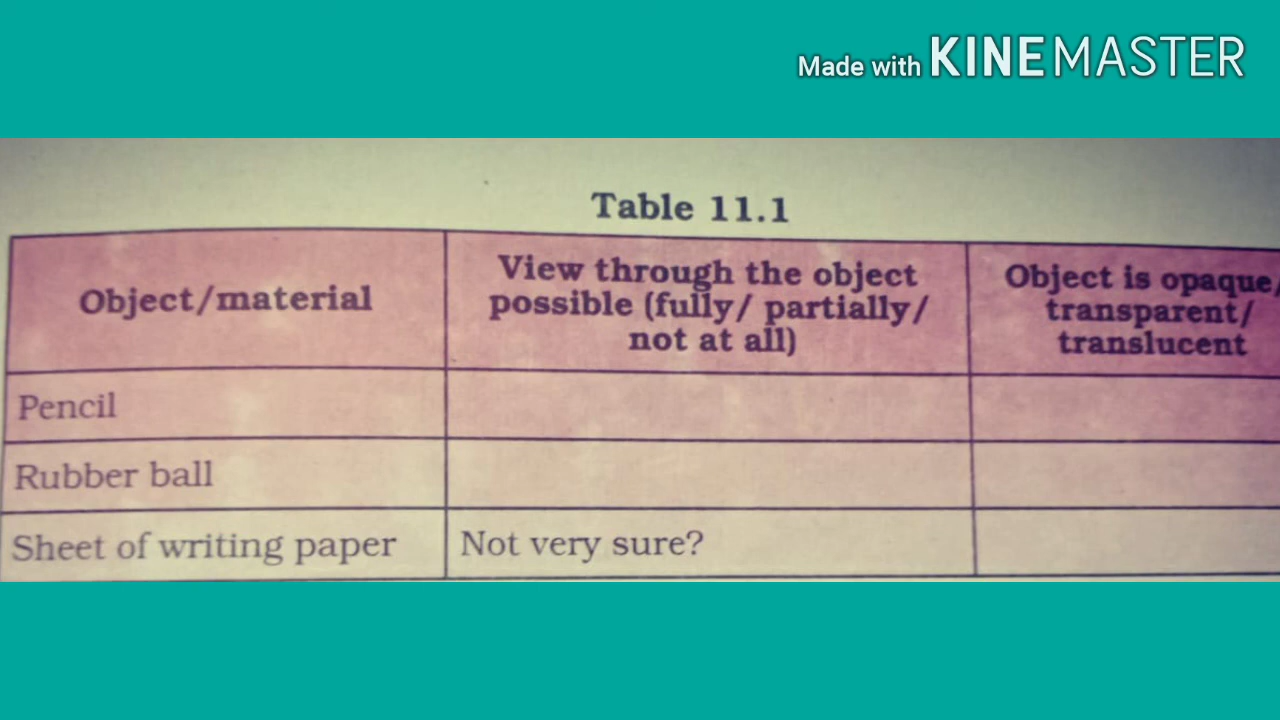 Made with KINEMASTER
Table 11.1
Object/material
View through the object
possible (fully/ partially/
not at all)
Object is opaque/
transparent/
translucent
Pencil
Rubber ball
Sheet of writing paper
Not very sure?